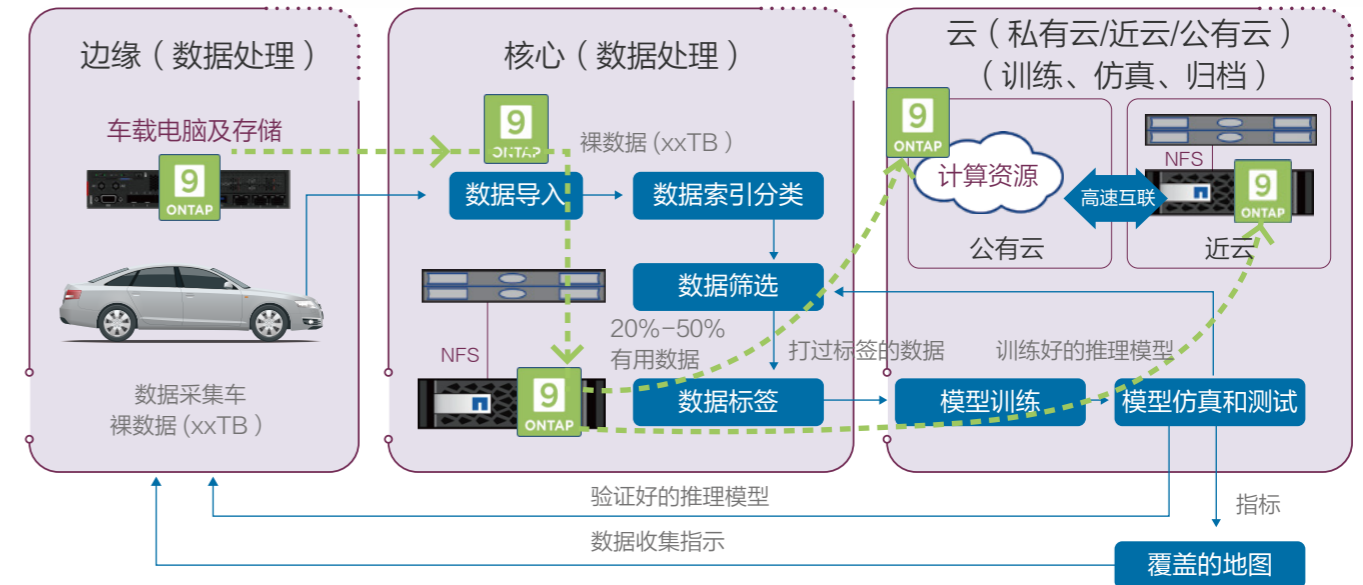 边缘（数据处理）
车载电脑及存储
9
ONTAP
数据采集车
裸数据（xxTB）
核心（数据处理）
9
ONTAP
裸数据（xxTB）
数据导入
数据索引分类
数据筛选
20%-50%
有用数据
NFS
9
ONTAP
数据标签
打过标签的数据
云（私有云/近云/公有云）
（训练、仿真、归档）
9
ONTAP
计算资源
公有云
高速互联
NFS
9
ONTAP
近云
训练好的推理模型
模型训练
模型仿真和测试
验证好的推理模型
指标
数据收集指示
覆盖的地图